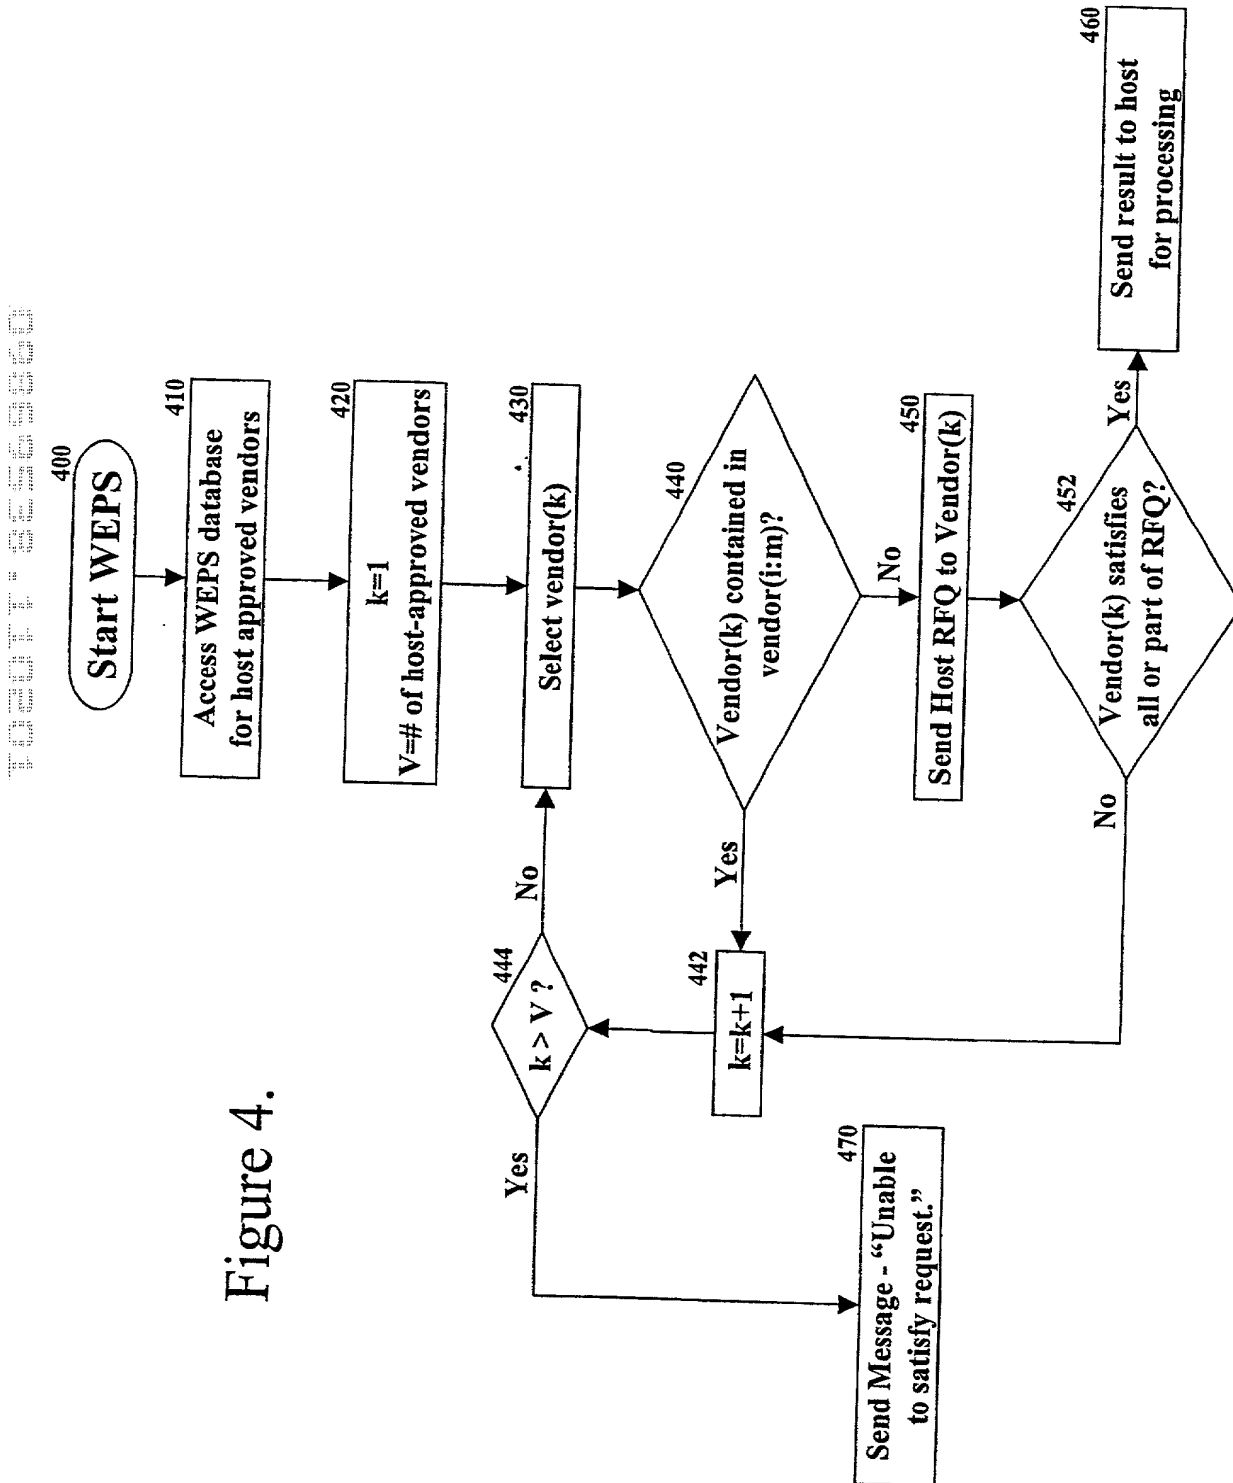 Figure 4.
400
Start WEPS
410
Access WEPS database
for host approved vendors
420
k=1
V=# of host-approved vendors
430
Select vendor(k)
440
Vendor(k) contained in
vendor(i:m)?
Yes
No
442
k=k+1
444
k > V ?
No
Yes
450
Send Host RFQ to Vendor(k)
452
Vendor(k) satisfies
all or part of RFQ?
Yes
No
460
Send result to host
for processing
470
Send Message - “Unable
to satisfy request.”